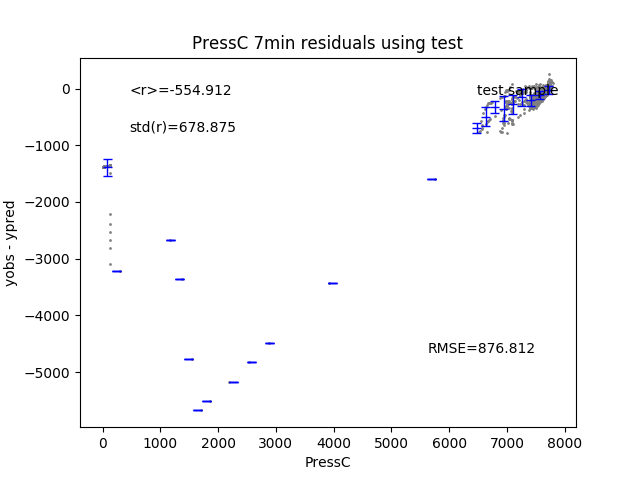 PressC 7min residuals using test
<r>=-554.912
test sample
std(r)=678.875
RMSE=876.812
yobs - ypred
0
−1000
−2000
−3000
−4000
−5000
0 1000 2000 3000 4000 5000 6000 7000 8000
PressC